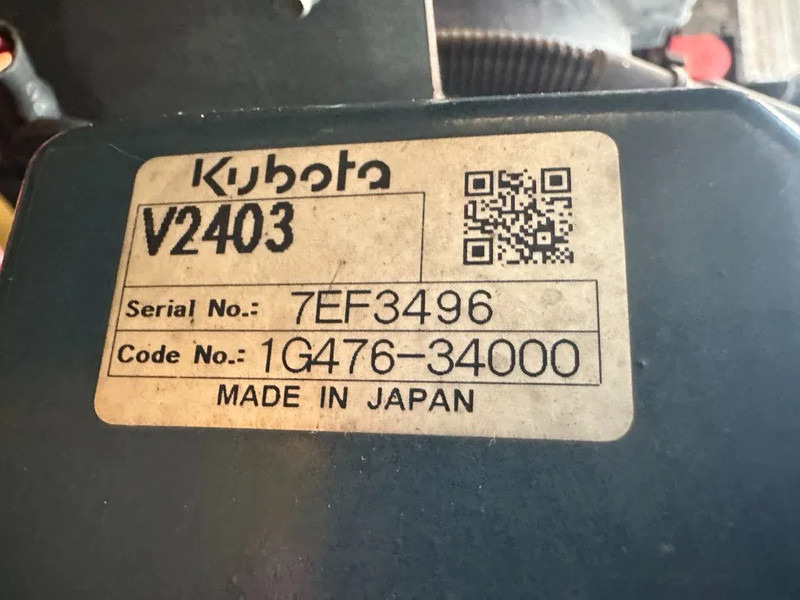 Kubota
V2403
Serial No.: 7EF3496
Code No.: 1G476-34000
MADE IN JAPAN